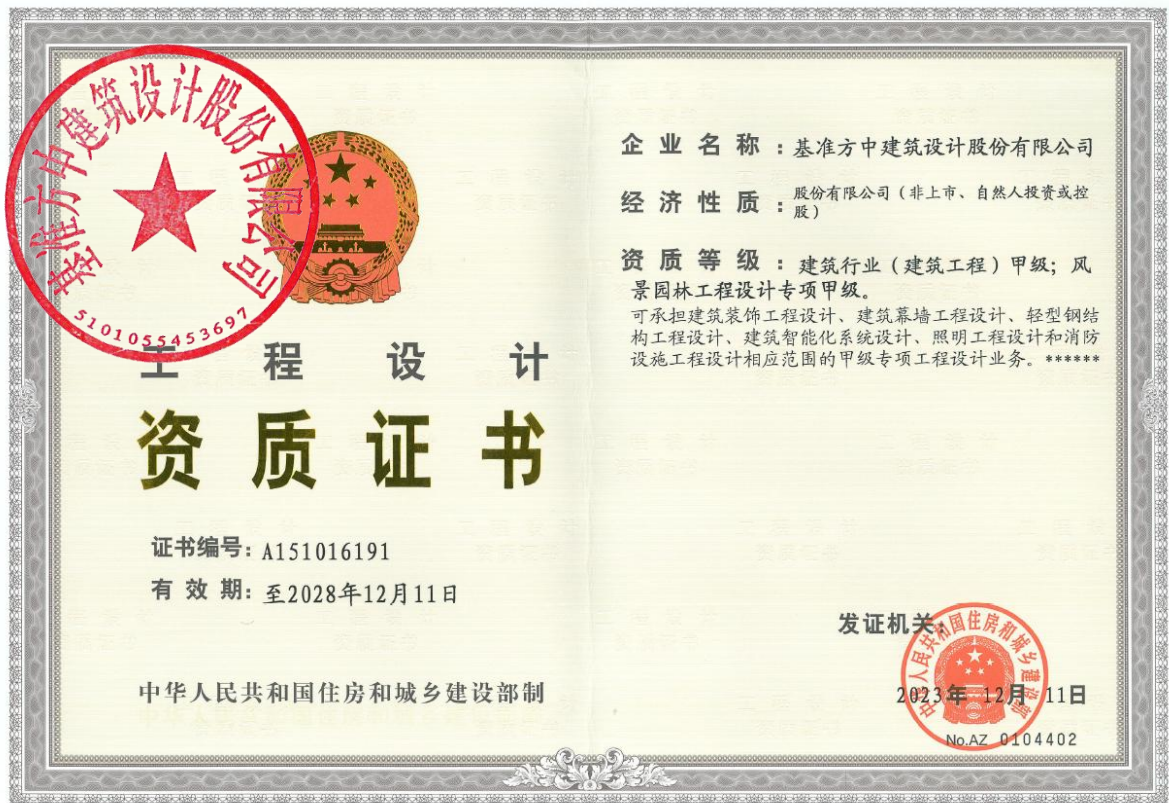 基准方中建筑设计股份有限公司
5101055453697
工程设计
资质证书
证书编号：A151016191
有效期：至2028年12月11日
中华人民共和国住房和城乡建设部制
企业名称：基准方中建筑设计股份有限公司
经济性质：股份有限公司（非上市、自然人投资或控
股）
资质等级：建筑行业（建筑工程）甲级；风
景园林工程设计专项甲级。
可承担建筑装饰工程设计、建筑幕墙工程设计、轻型钢结
构工程设计、建筑智能化系统设计、照明工程设计和消防
设施工程设计相应范围的甲级专项工程设计业务。******
发证机关：
中华人民共和国住房和城乡建设部
2023年 12月 11日
No.AZ 0104402